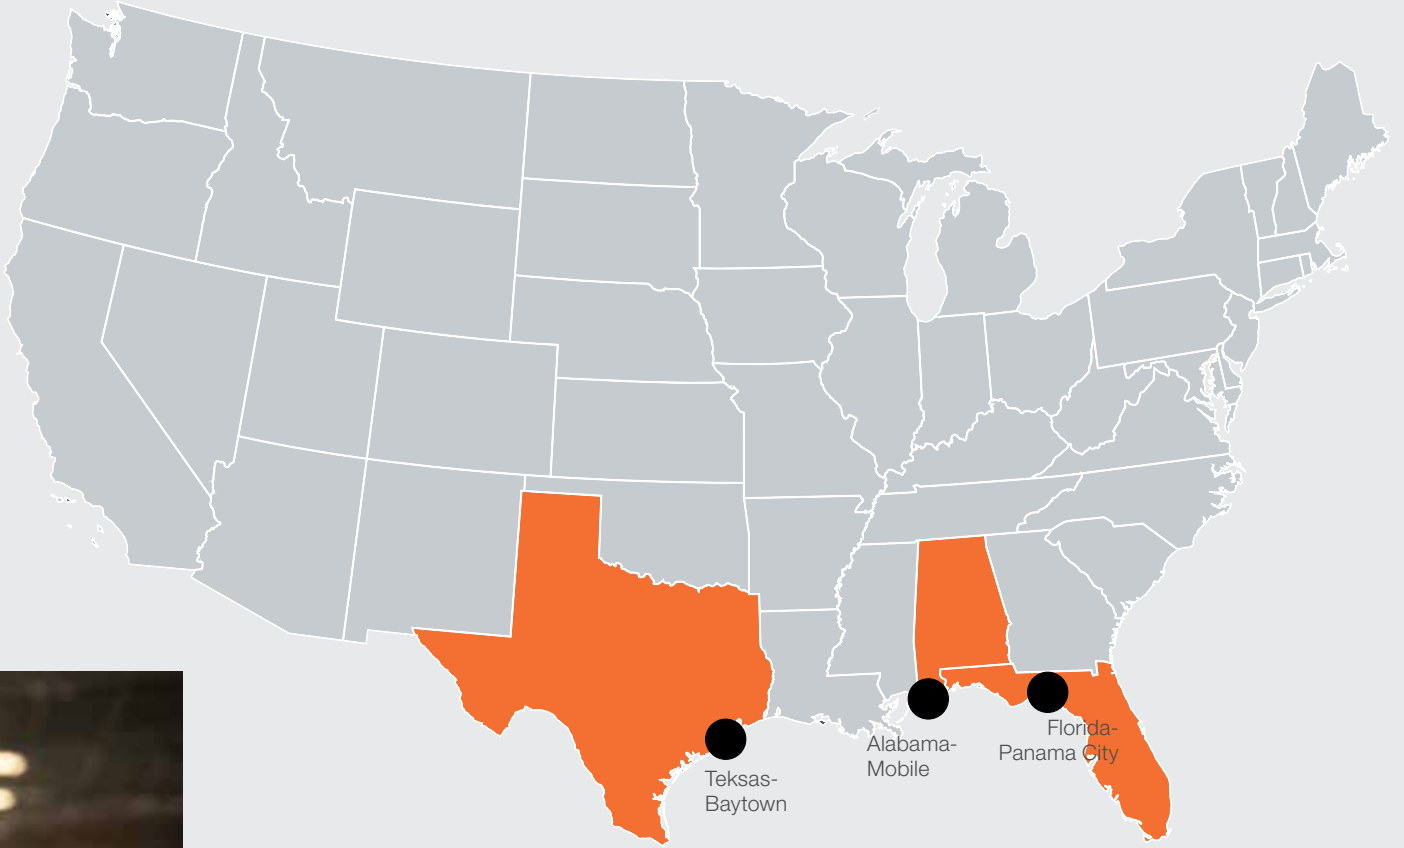 Teksas-
Baytown
Alabama-
Mobile
Florida-
Panama City